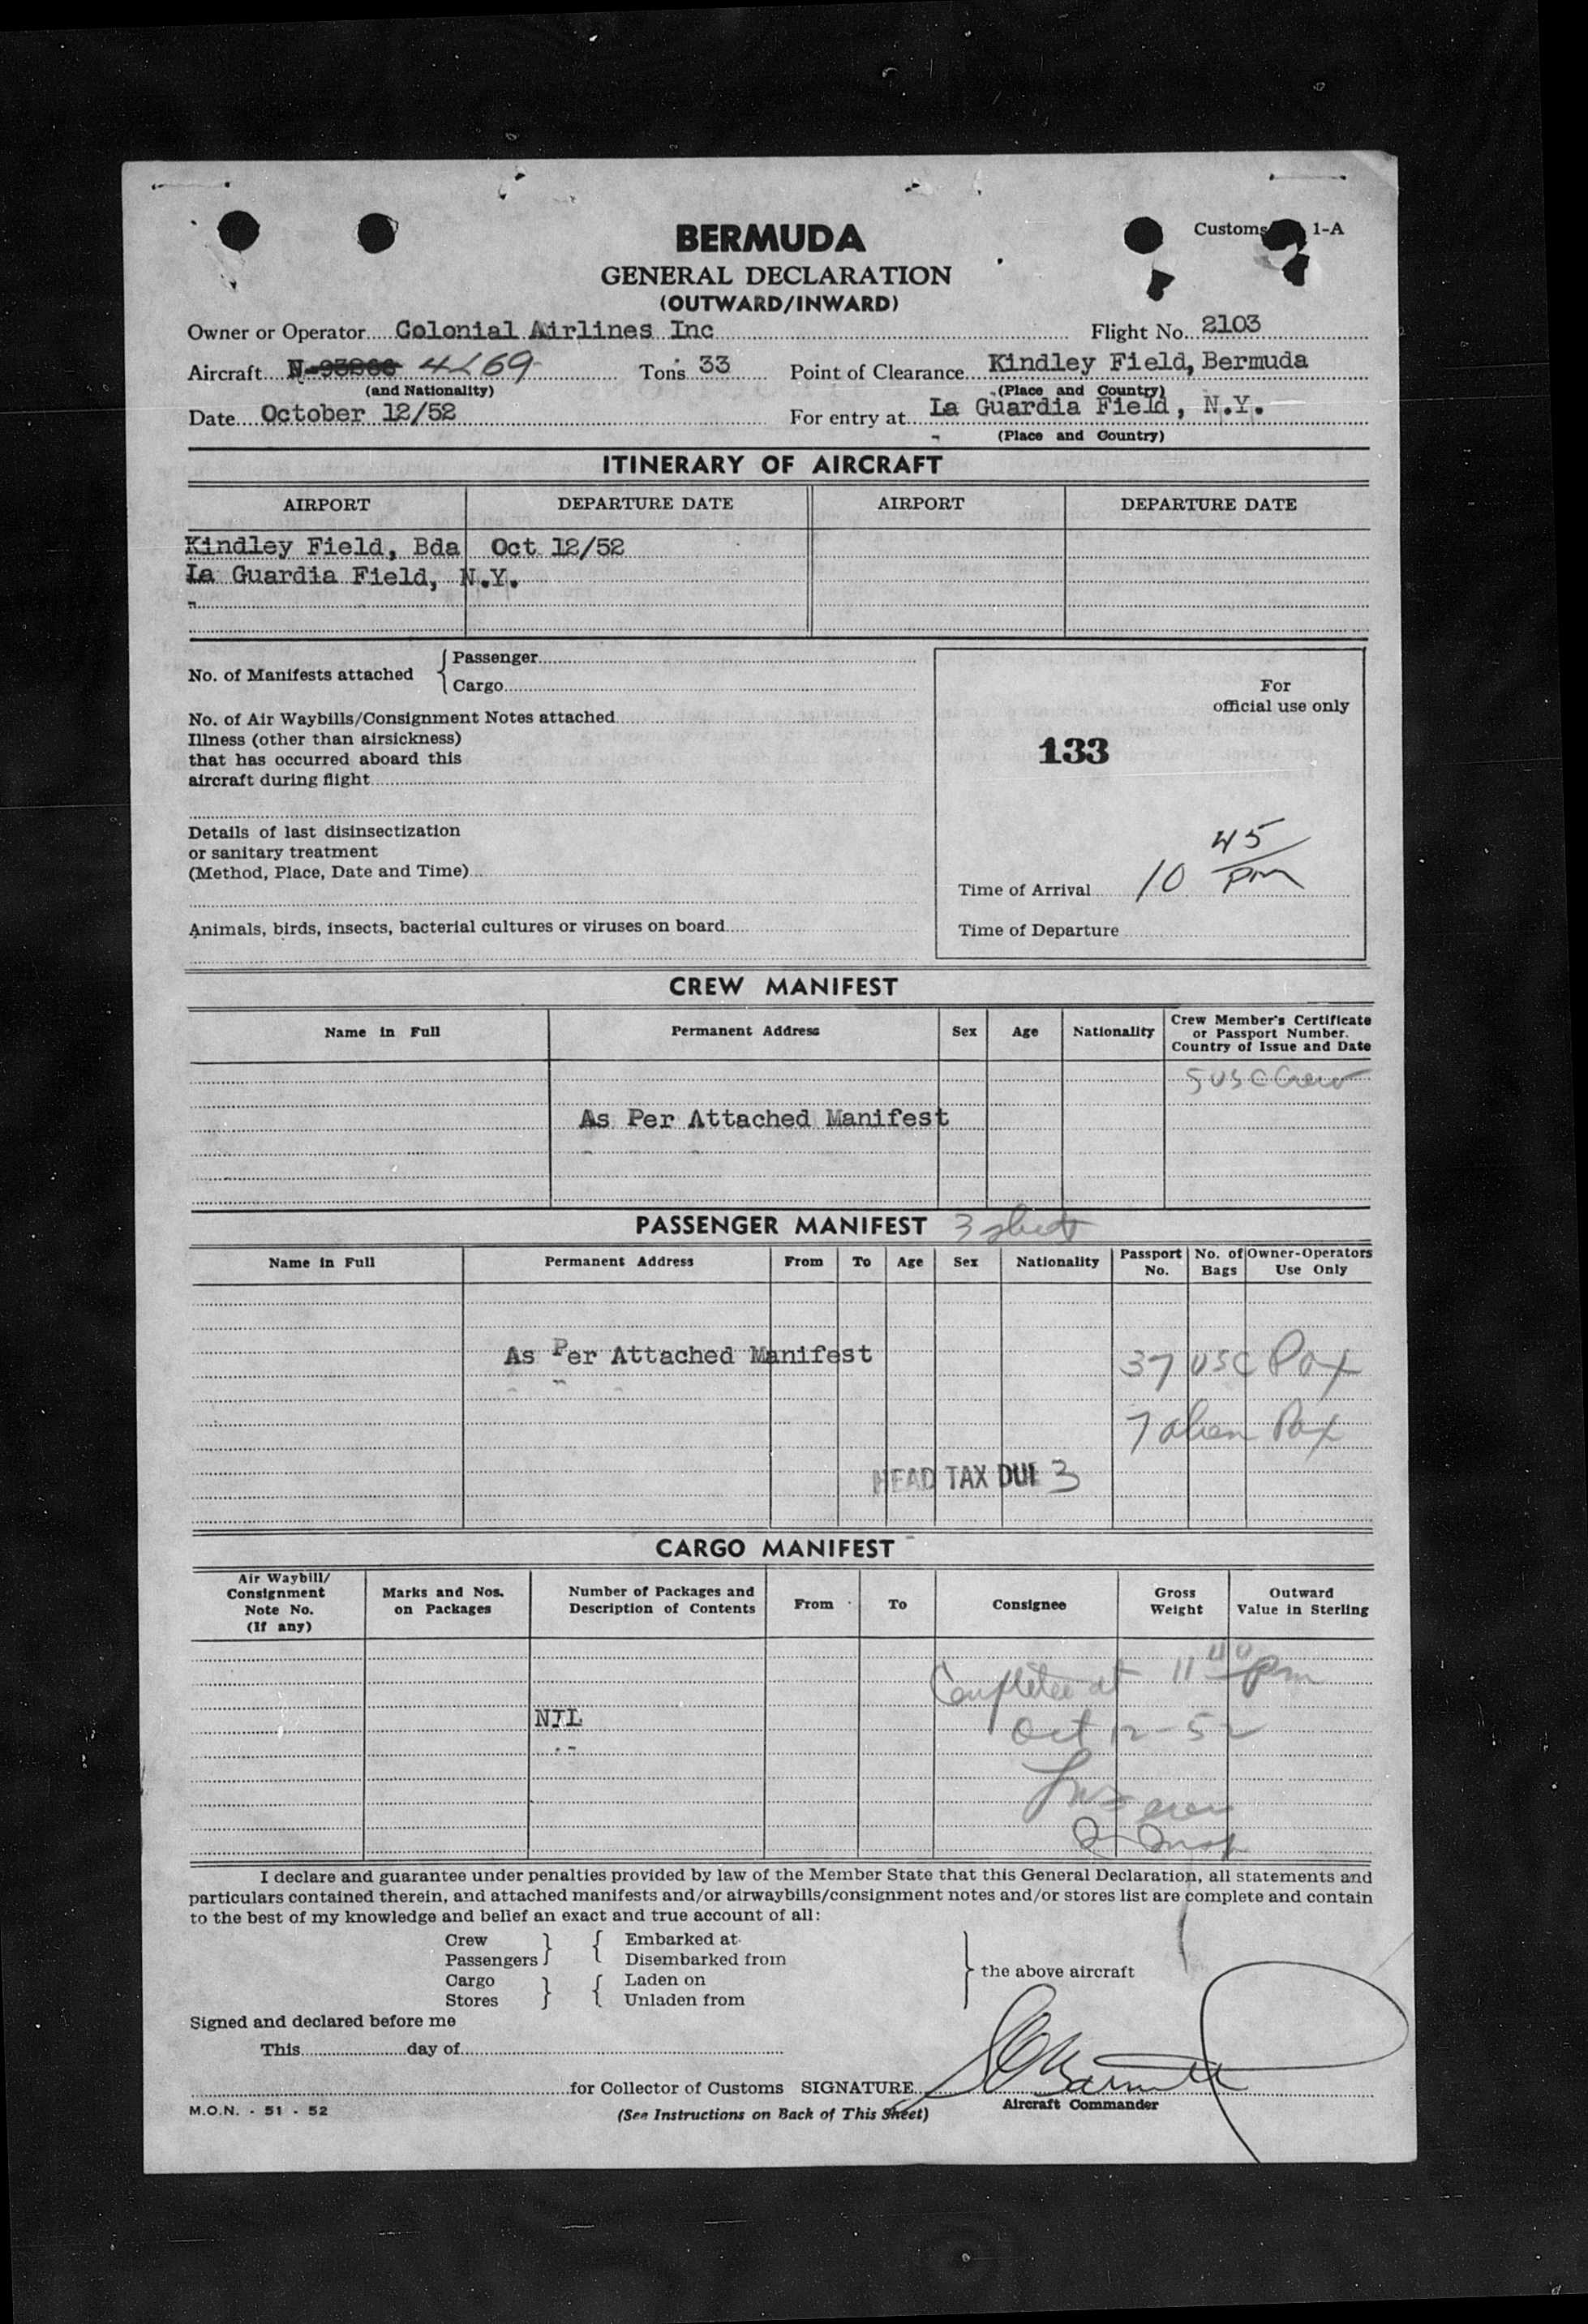 Customs 1-A
BERMUDA
GENERAL DECLARATION
(OUTWARD/INWARD)
Owner or Operator Colonial Airlines Inc Flight No. 2103
Aircraft N Tons 33 Point of Clearance Kindley Field, Bermuda
(and Nationality) (Place and Country)
Date October 12/52 For entry at La Guardia Field, N.Y.
(Place and Country)
ITINERARY OF AIRCRAFT
AIRPORT DEPARTURE DATE AIRPORT DEPARTURE DATE
Kindley Field, Bda Oct 12/52
La Guardia Field, N.Y.
No. of Manifests attached { Passenger
Cargo
No. of Air Waybills/Consignment Notes attached
Illness (other than airsickness)
that has occurred aboard this
aircraft during flight
For
official use only
133
Details of last disinsectization
or sanitary treatment
(Method, Place, Date and Time)
Time of Arrival 10 45 pm
Animals, birds, insects, bacterial cultures or viruses on board
Time of Departure
CREW MANIFEST
Name in Full Permanent Address Sex Age Nationality Crew Member's Certificate
or Passport Number.
Country of Issue and Date
5 USC Crew
As Per Attached Manifest
PASSENGER MANIFEST 3 sheets
Name in Full Permanent Address From To Age Sex Nationality Passport No. No. of Bags Owner-Operators Use Only
As Per Attached Manifest 37 USC Pax
7 alien Pax
HEAD TAX DUE 3
CARGO MANIFEST
Air Waybill/ Consignment Note No. (If any) Marks and Nos. on Packages Number of Packages and Description of Contents From To Consignee Gross Weight Outward Value in Sterling
Completed at 11 pm
NIL
Oct 12-52
I declare and guarantee under penalties provided by law of the Member State that this General Declaration, all statements and
particulars contained therein, and attached manifests and/or airwaybills/consignment notes and/or stores list are complete and contain
to the best of my knowledge and belief an exact and true account of all:
Crew } { Embarked at
Passengers Disembarked from
Cargo } { Laden on } the above aircraft
Stores Unladen from
Signed and declared before me
This day of
for Collector of Customs SIGNATURE
Aircraft Commander
M.O.N. - 51 - 52 (See Instructions on Back of This Sheet)